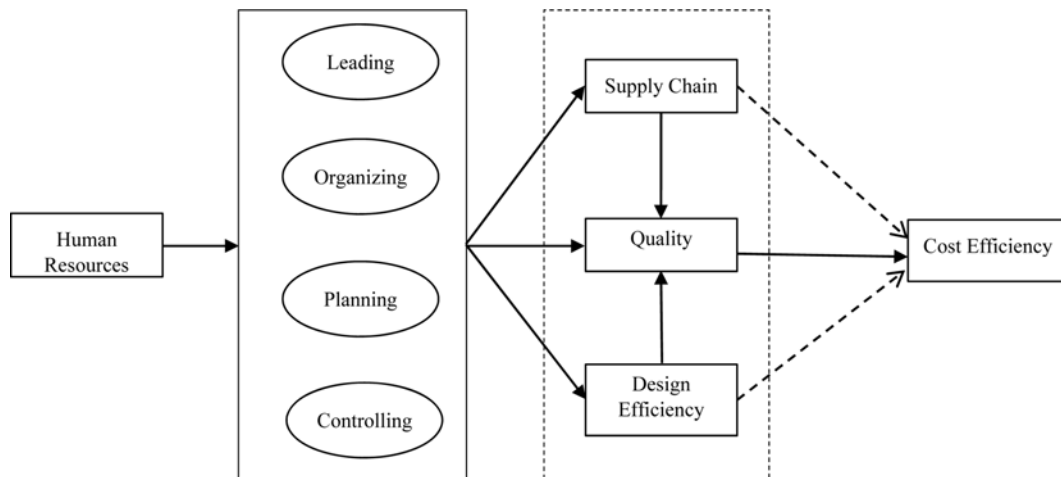 Human
Resources
Leading
Organizing
Planning
Controlling
Supply Chain
Quality
Design
Efficiency
Cost Efficiency